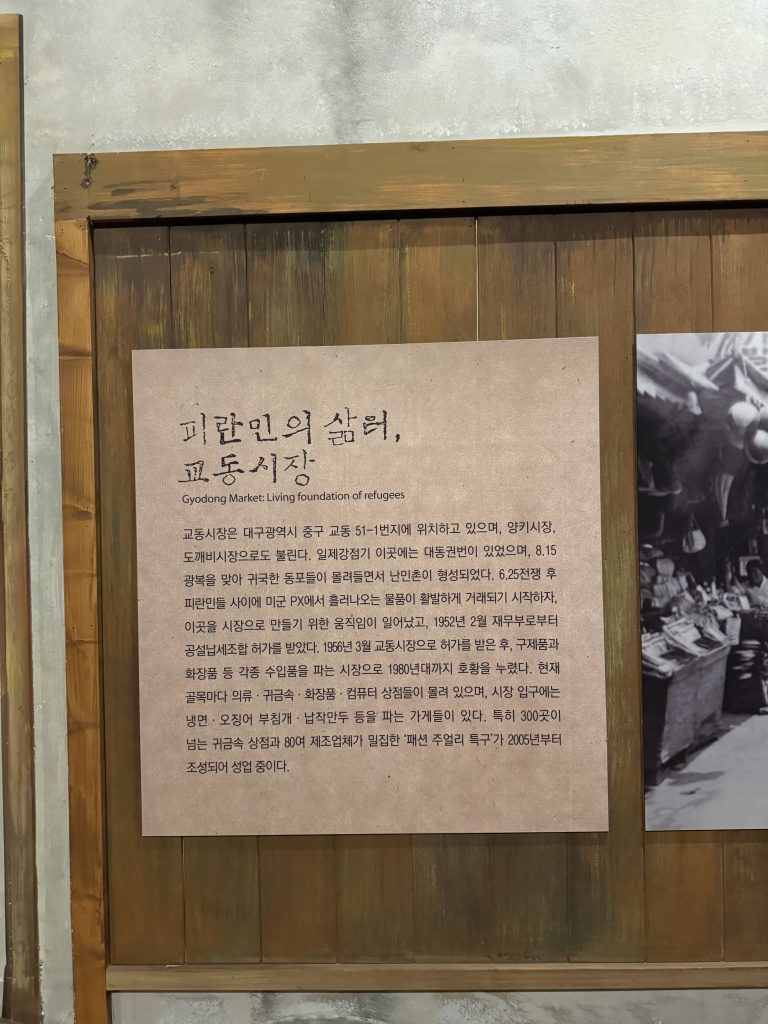 피란민의 삶터,
교동시장
Gyodong Market: Living foundation of refugees
교동시장은 대구광역시 중구 교동 51-1번지에 위치하고 있으며, 양키시장,
도깨비시장으로도 불린다. 일제강점기 이곳에는 대동권번이 있었으며, 8.15
광복을 맞아 귀국한 동포들이 몰려들면서 난민촌이 형성되었다. 6.25전쟁 후
피란민들 사이에 미군 PX에서 흘러나오는 물품이 활발하게 거래되기 시작하자,
이곳을 시장으로 만들기 위한 움직임이 일어났고, 1952년 2월 재무부로부터
공설납세조합 허가를 받았다. 1956년 3월 교동시장으로 허가를 받은 후, 구제품과
화장품 등 각종 수입품을 파는 시장으로 1980년대까지 호황을 누렸다. 현재
골목마다 의류 · 귀금속 · 화장품 · 컴퓨터 상점들이 몰려 있으며, 시장 입구에는
냉면 · 오징어 부침개 · 납작만두 등을 파는 가게들이 있다. 특히 300곳이
넘는 귀금속 상점과 80여 제조업체가 밀집한 ‘패션 주얼리 특구’가 2005년부터
조성되어 성업 중이다.